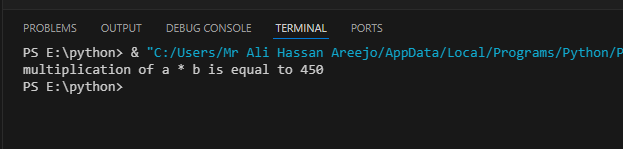 PROBLEMS OUTPUT DEBUG CONSOLE TERMINAL PORTS
PS E:\python> & "C:/Users/Mr Ali Hassan Areejo/AppData/Local/Programs/Python/P
multiplication of a * b is equal to 450
PS E:\python>